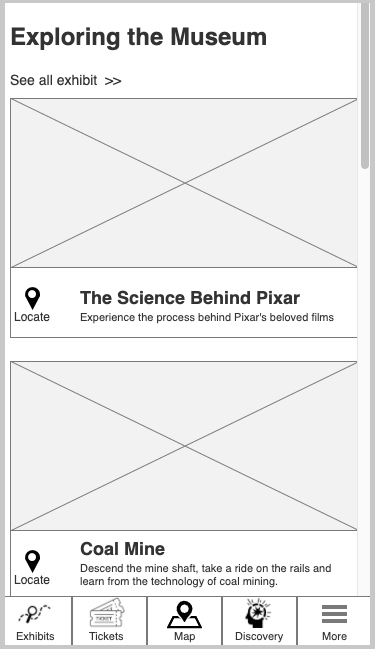 Exploring the Museum
See all exhibit >>
Locate
The Science Behind Pixar
Experience the process behind Pixar's beloved films
Locate
Coal Mine
Descend the mine shaft, take a ride on the rails and
learn from the technology of coal mining.
TICKET
Exhibits
Tickets
Map
Discovery
More